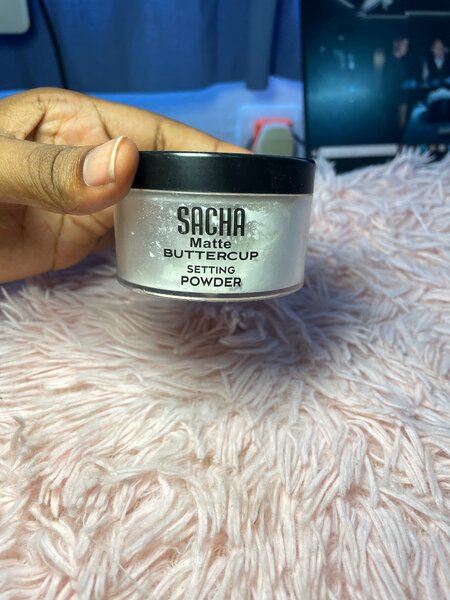 SACHA
Matte
BUTTERCUP
SETTING
POWDER